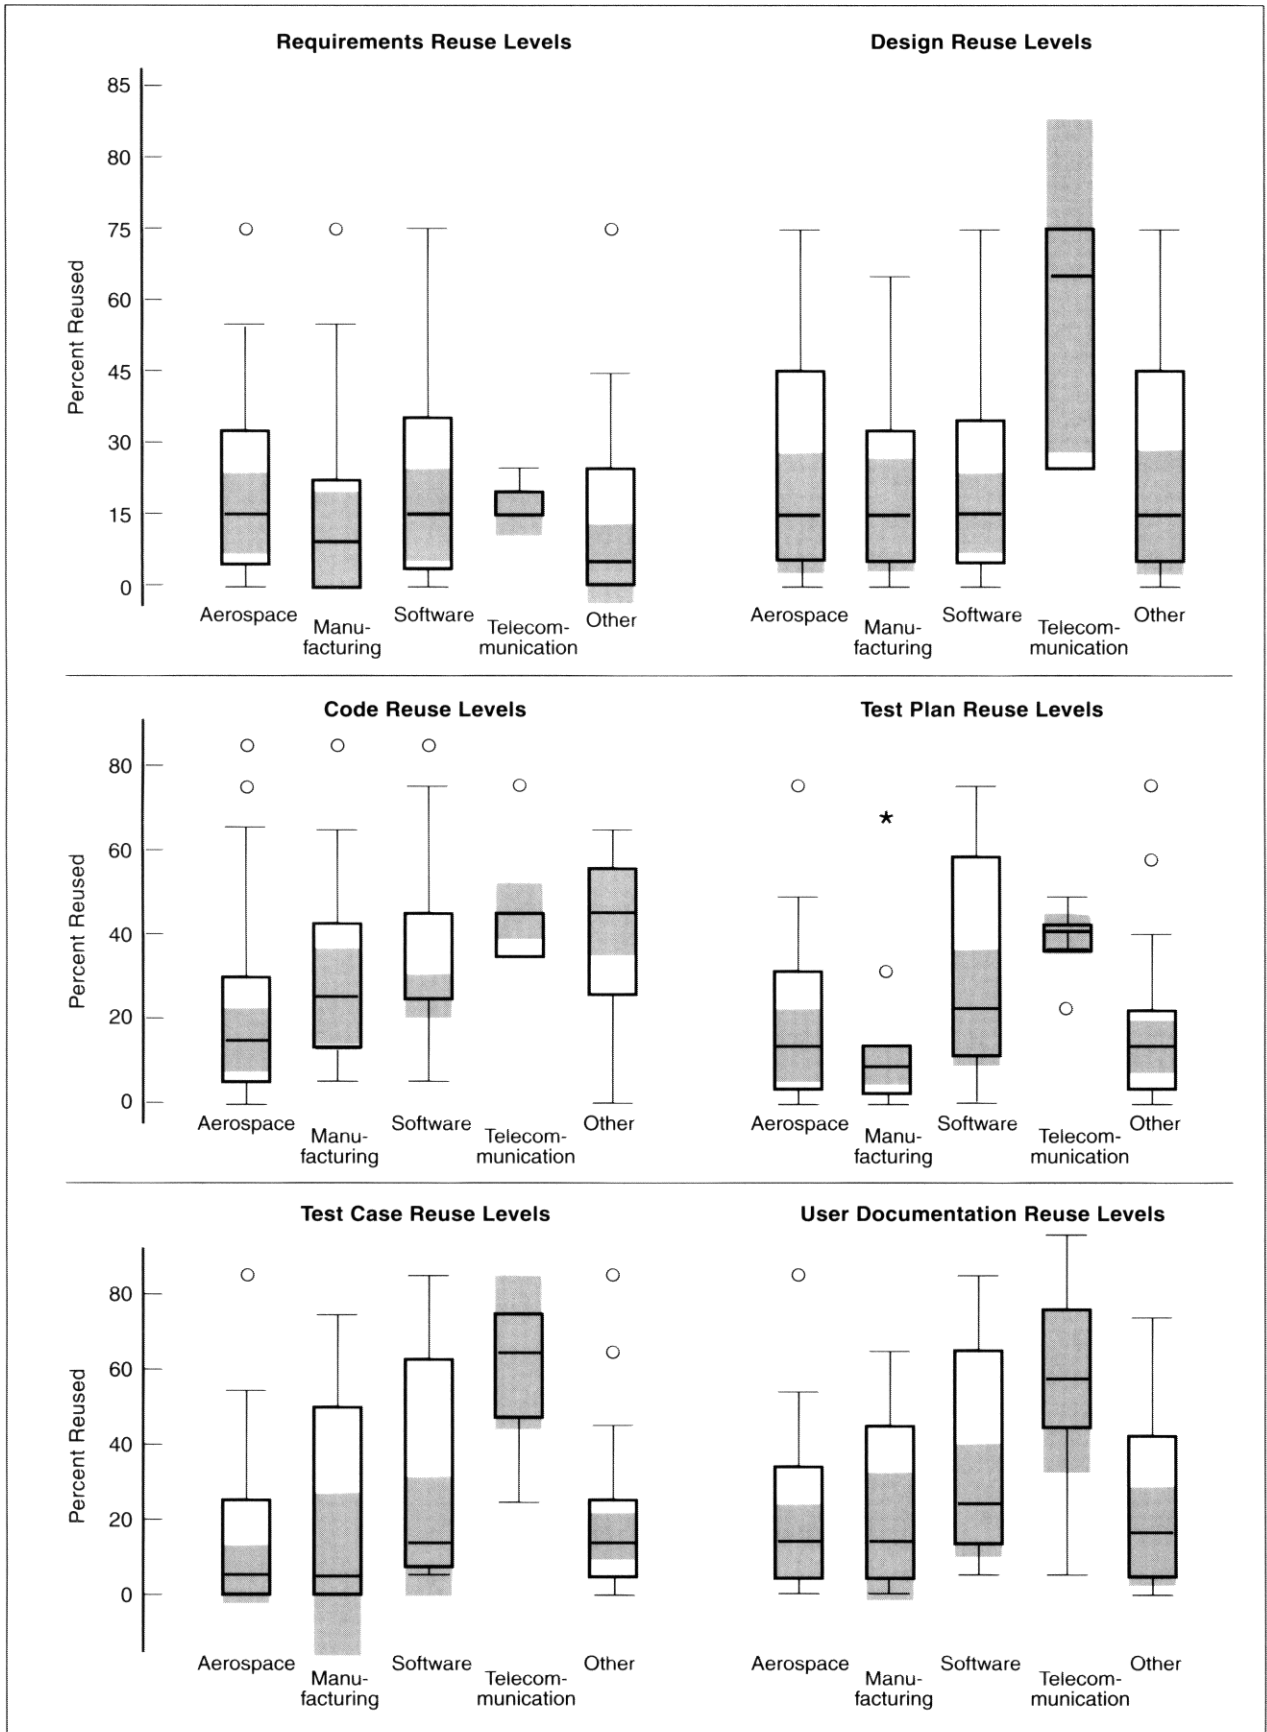 Requirements Reuse Levels
Design Reuse Levels
Percent Reused
85
80
75
60
45
30
15
0
Aerospace
Manu-
facturing
Software
Telecom-
munication
Other
Aerospace
Manu-
facturing
Software
Telecom-
munication
Other
Code Reuse Levels
Test Plan Reuse Levels
Percent Reused
80
60
40
20
0
Aerospace
Manu-
facturing
Software
Telecom-
munication
Other
Aerospace
Manu-
facturing
Software
Telecom-
munication
Other
Test Case Reuse Levels
User Documentation Reuse Levels
Percent Reused
80
60
40
20
0
Aerospace
Manu-
facturing
Software
Telecom-
munication
Other
Aerospace
Manu-
facturing
Software
Telecom-
munication
Other